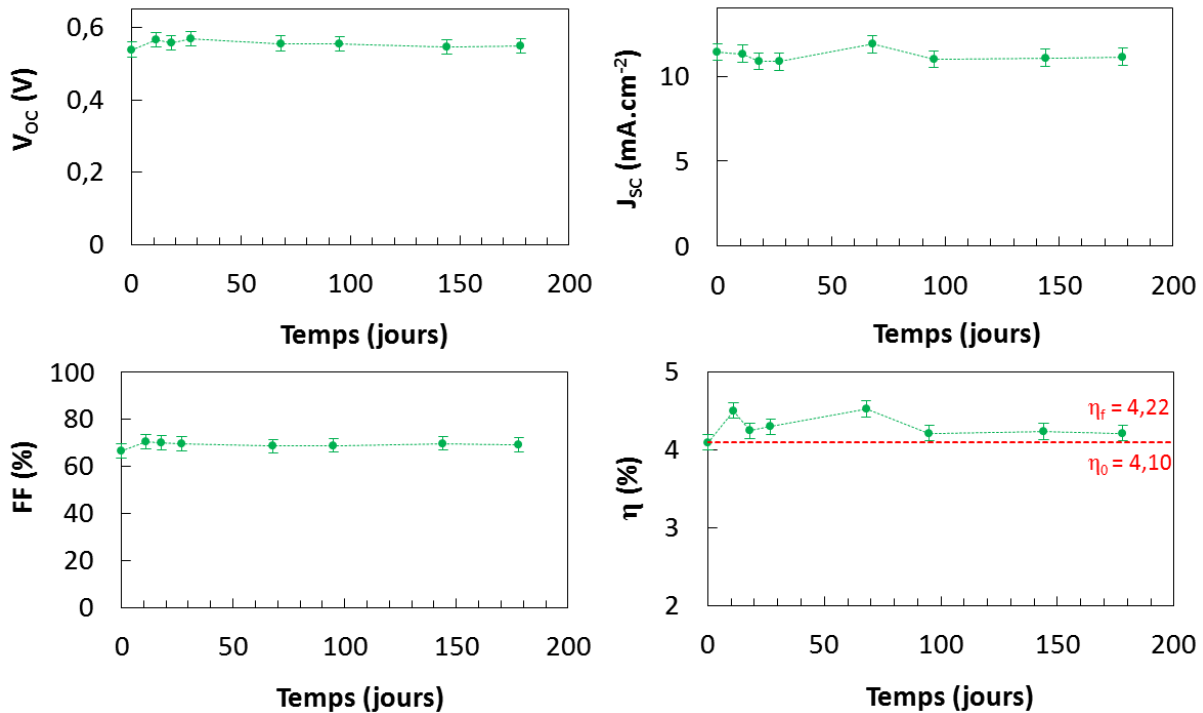 0,6
0,4
0,2
0
V_OC (V)
0 50 100 150 200
Temps (jours)
10
5
0
J_SC (mA.cm⁻²)
0 50 100 150 200
Temps (jours)
100
80
60
40
20
0
FF (%)
0 50 100 150 200
Temps (jours)
5
4
3
2
η (%)
η_f = 4,22
η_0 = 4,10
0 50 100 150 200
Temps (jours)